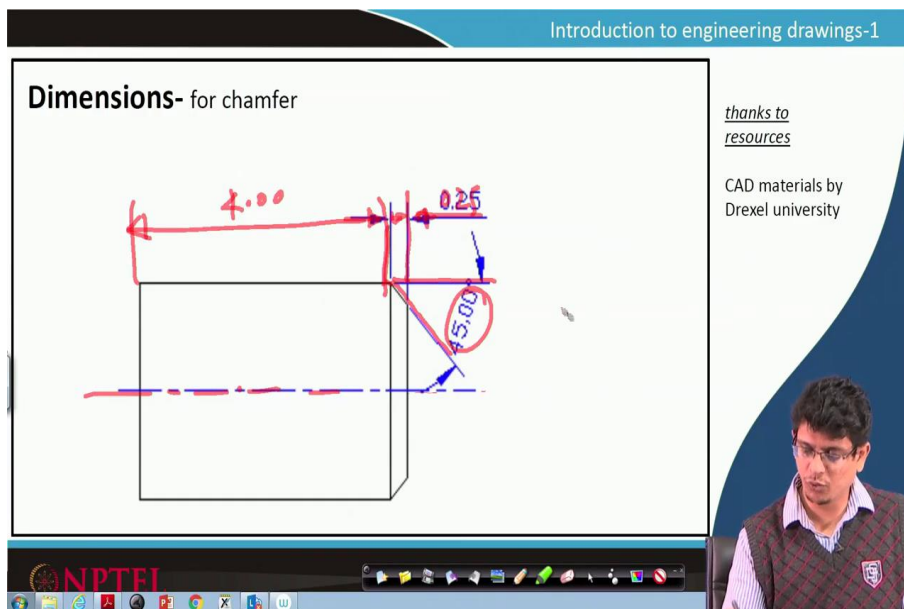 Introduction to engineering drawings-1
Dimensions- for chamfer
thanks to
resources
CAD materials by
Drexel university
4.00
0.25
45.00°
NPTEL